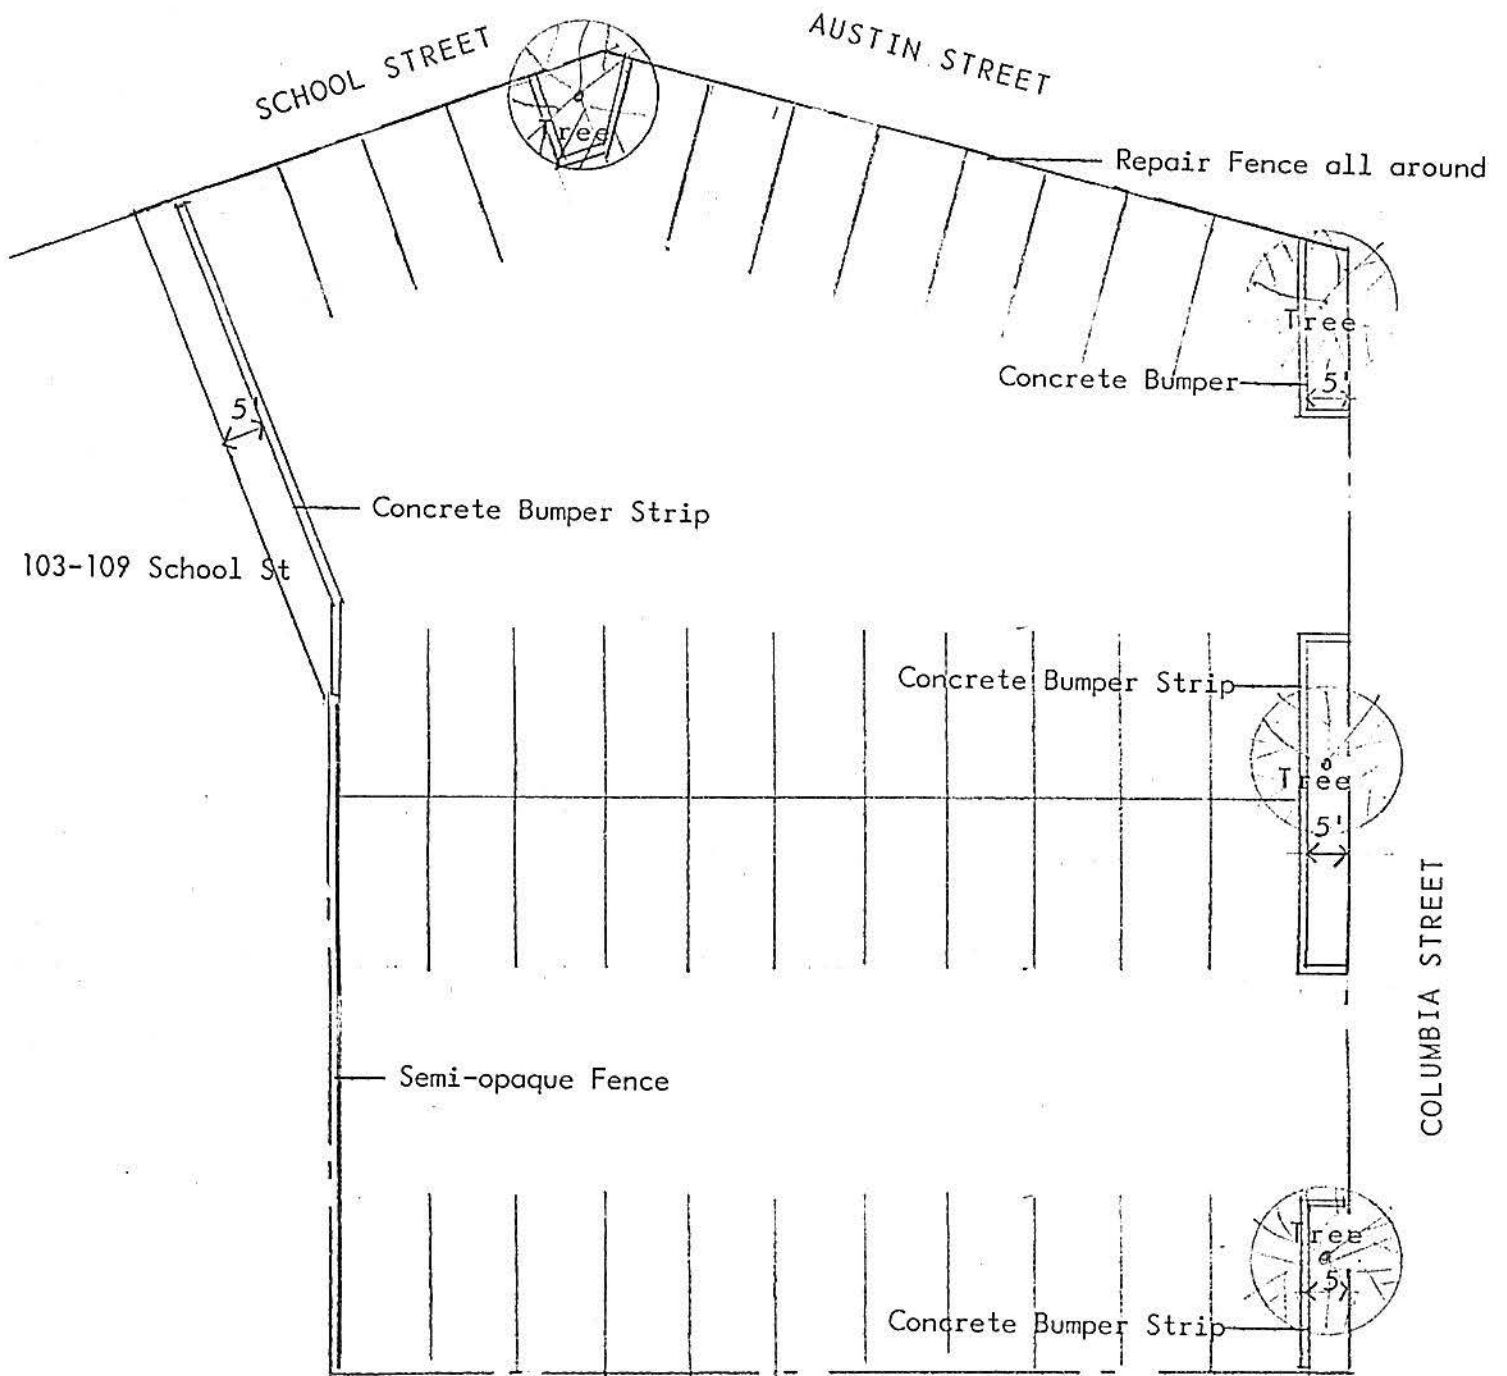 SCHOOL STREET
AUSTIN STREET
Tree
Repair Fence all around
Tree
Concrete Bumper
5'
5'
Concrete Bumper Strip
103-109 School St
Concrete Bumper Strip
Tree
5'
COLUMBIA STREET
Semi-opaque Fence
Tree
5'
Concrete Bumper Strip